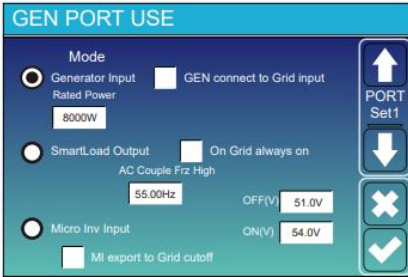 GEN PORT USE
Mode
Generator Input
GEN connect to Grid input
Rated Power
8000W
PORT
Set1
SmartLoad Output
On Grid always on
AC Couple Frz High
55.00Hz
OFF(V)
51.0V
Micro Inv Input
ON(V)
54.0V
MI export to Grid cutoff